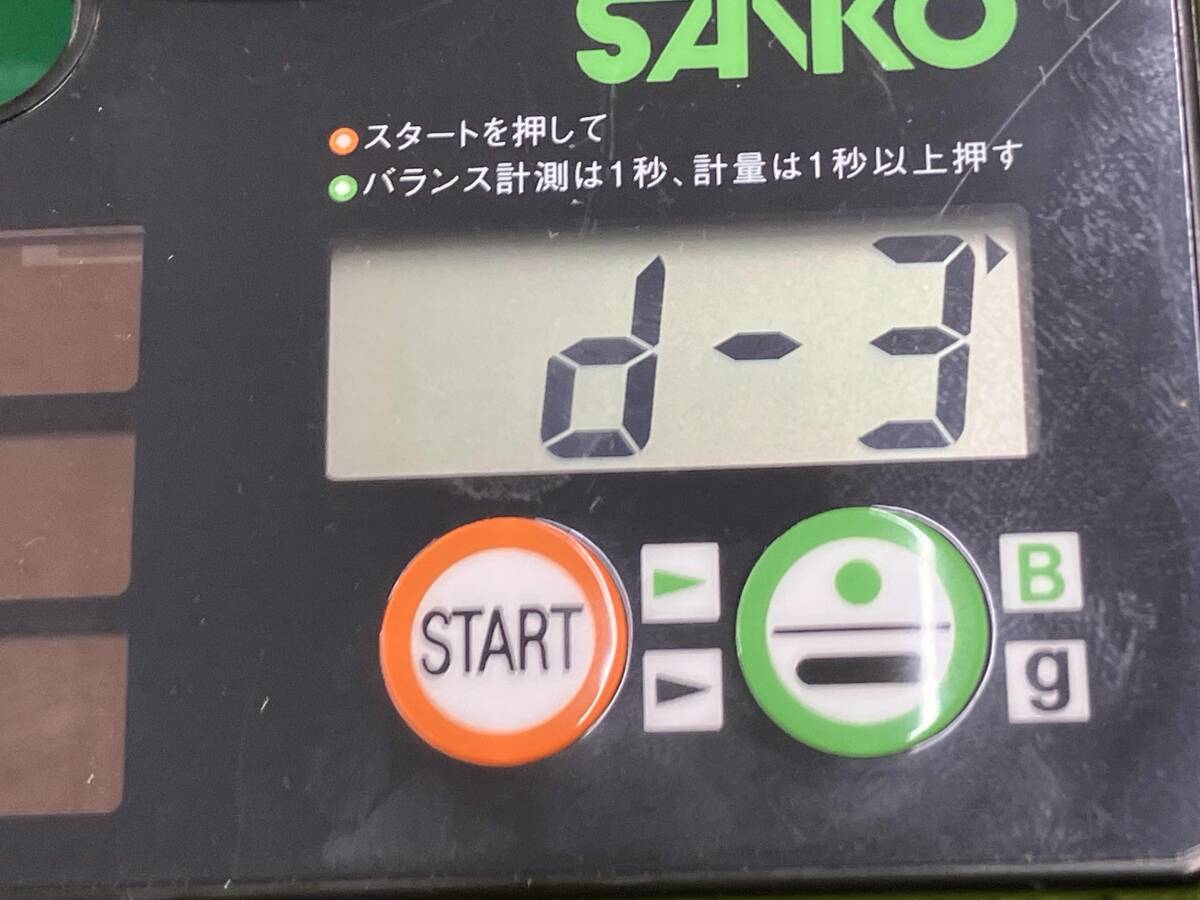 SANKO
スタートを押して
バランス計測は1秒、計量は1秒以上押す
d-3
START
B
g